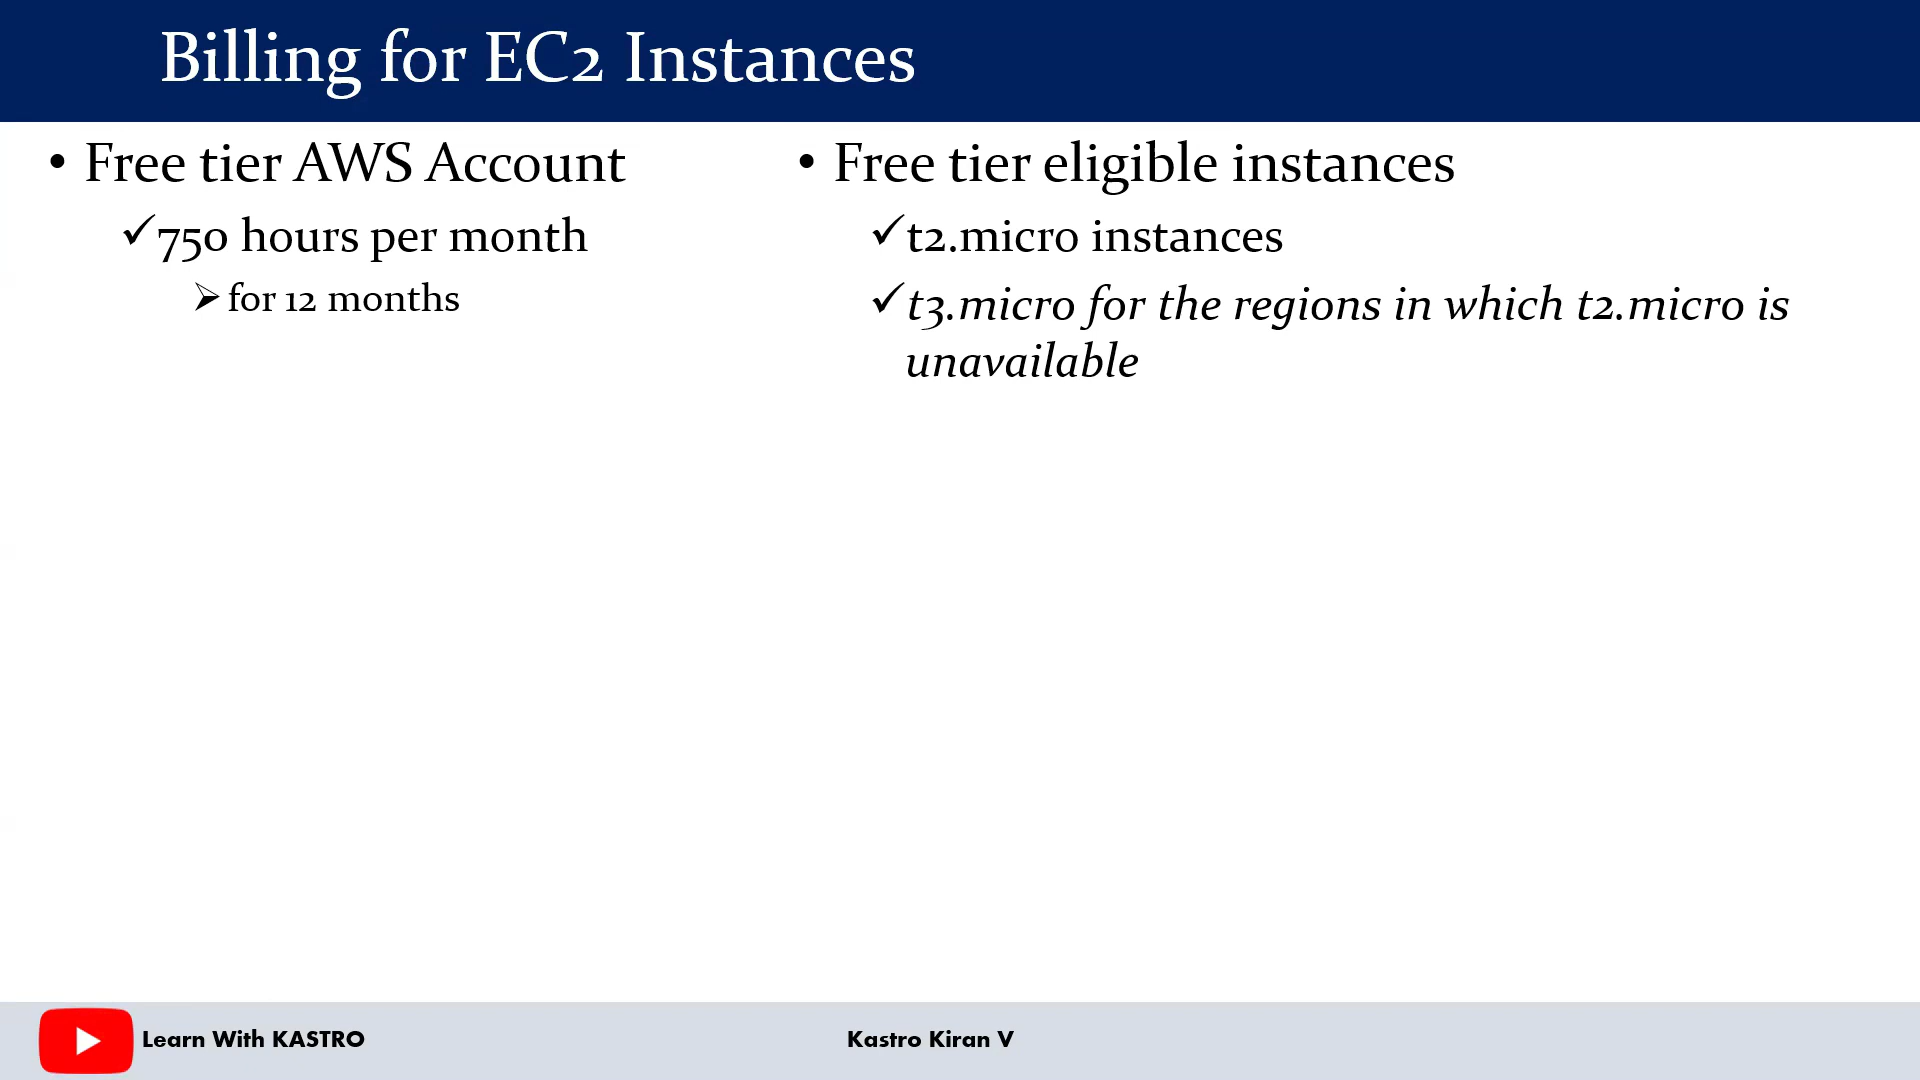 Billing for EC2 Instances
• Free tier AWS Account
✓750 hours per month
➢ for 12 months
• Free tier eligible instances
✓t2.micro instances
✓t3.micro for the regions in which t2.micro is
unavailable
Learn With KASTRO
Kastro Kiran V